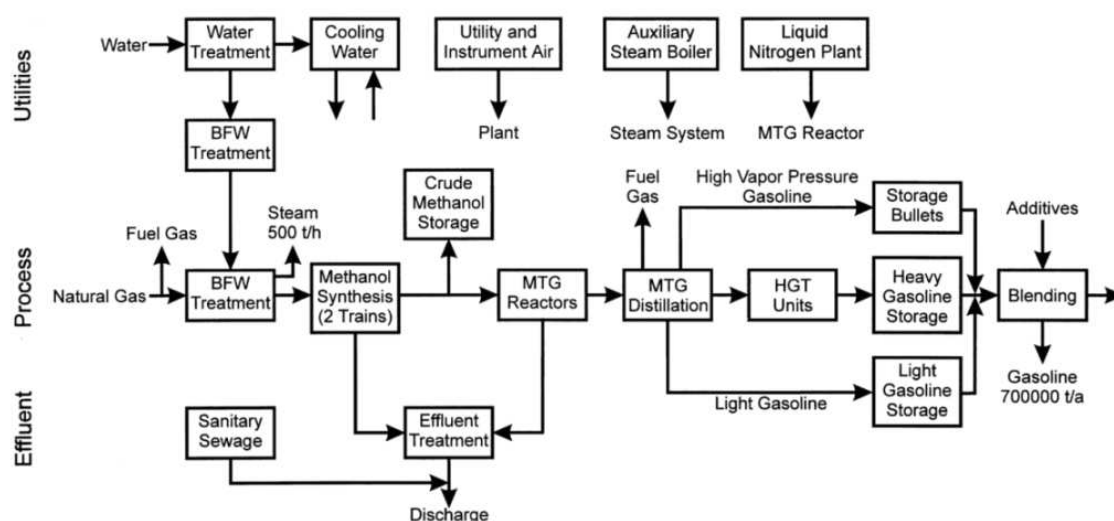 Utilities
Water
Water
Treatment
Cooling
Water
Utility and
Instrument Air
Auxiliary
Steam Boiler
Liquid
Nitrogen Plant
Plant
Steam System
MTG Reactor
BFW
Treatment
Process
Fuel Gas
Steam
500 t/h
Crude
Methanol
Storage
Fuel
Gas
High Vapor Pressure
Gasoline
Storage
Bullets
Additives
Natural Gas
BFW
Treatment
Methanol
Synthesis
(2 Trains)
MTG
Reactors
MTG
Distillation
HGT
Units
Heavy
Gasoline
Storage
Blending
Light Gasoline
Light
Gasoline
Storage
Gasoline
700000 t/a
Effluent
Sanitary
Sewage
Effluent
Treatment
Discharge